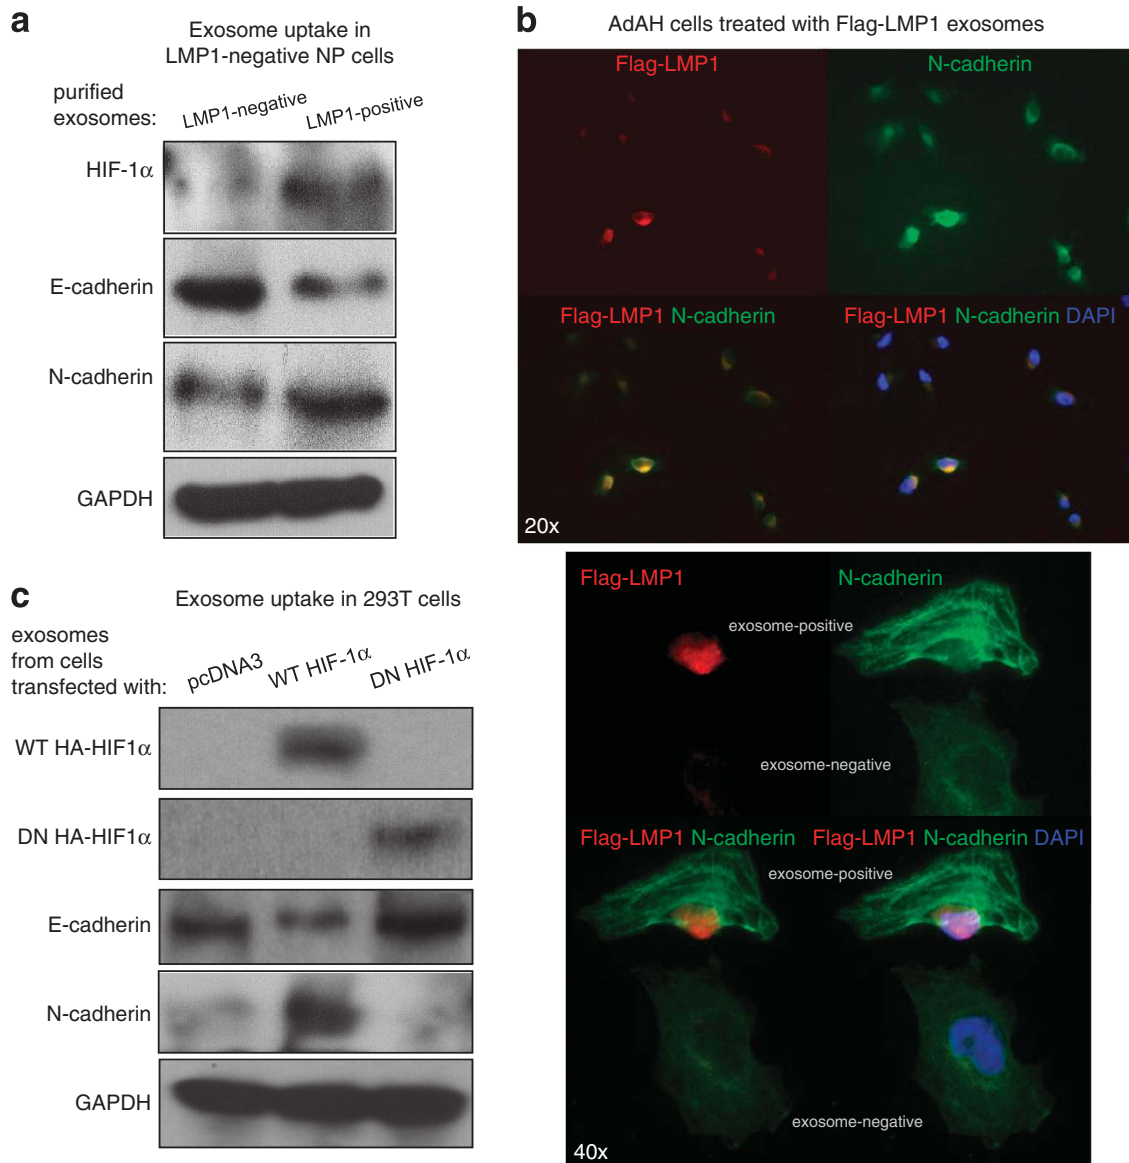 a
Exosome uptake in
LMP1-negative NP cells
purified
exosomes:
LMP1-negative
LMP1-positive
HIF-1α
E-cadherin
N-cadherin
GAPDH
b
AdAH cells treated with Flag-LMP1 exosomes
Flag-LMP1
N-cadherin
Flag-LMP1 N-cadherin
Flag-LMP1 N-cadherin DAPI
20x
Flag-LMP1
N-cadherin
exosome-positive
exosome-negative
Flag-LMP1 N-cadherin
Flag-LMP1 N-cadherin DAPI
exosome-positive
exosome-negative
40x
c
Exosome uptake in 293T cells
exosomes
from cells
transfected with:
pcDNA3
WT HIF-1α
DN HIF-1α
WT HA-HIF1α
DN HA-HIF1α
E-cadherin
N-cadherin
GAPDH